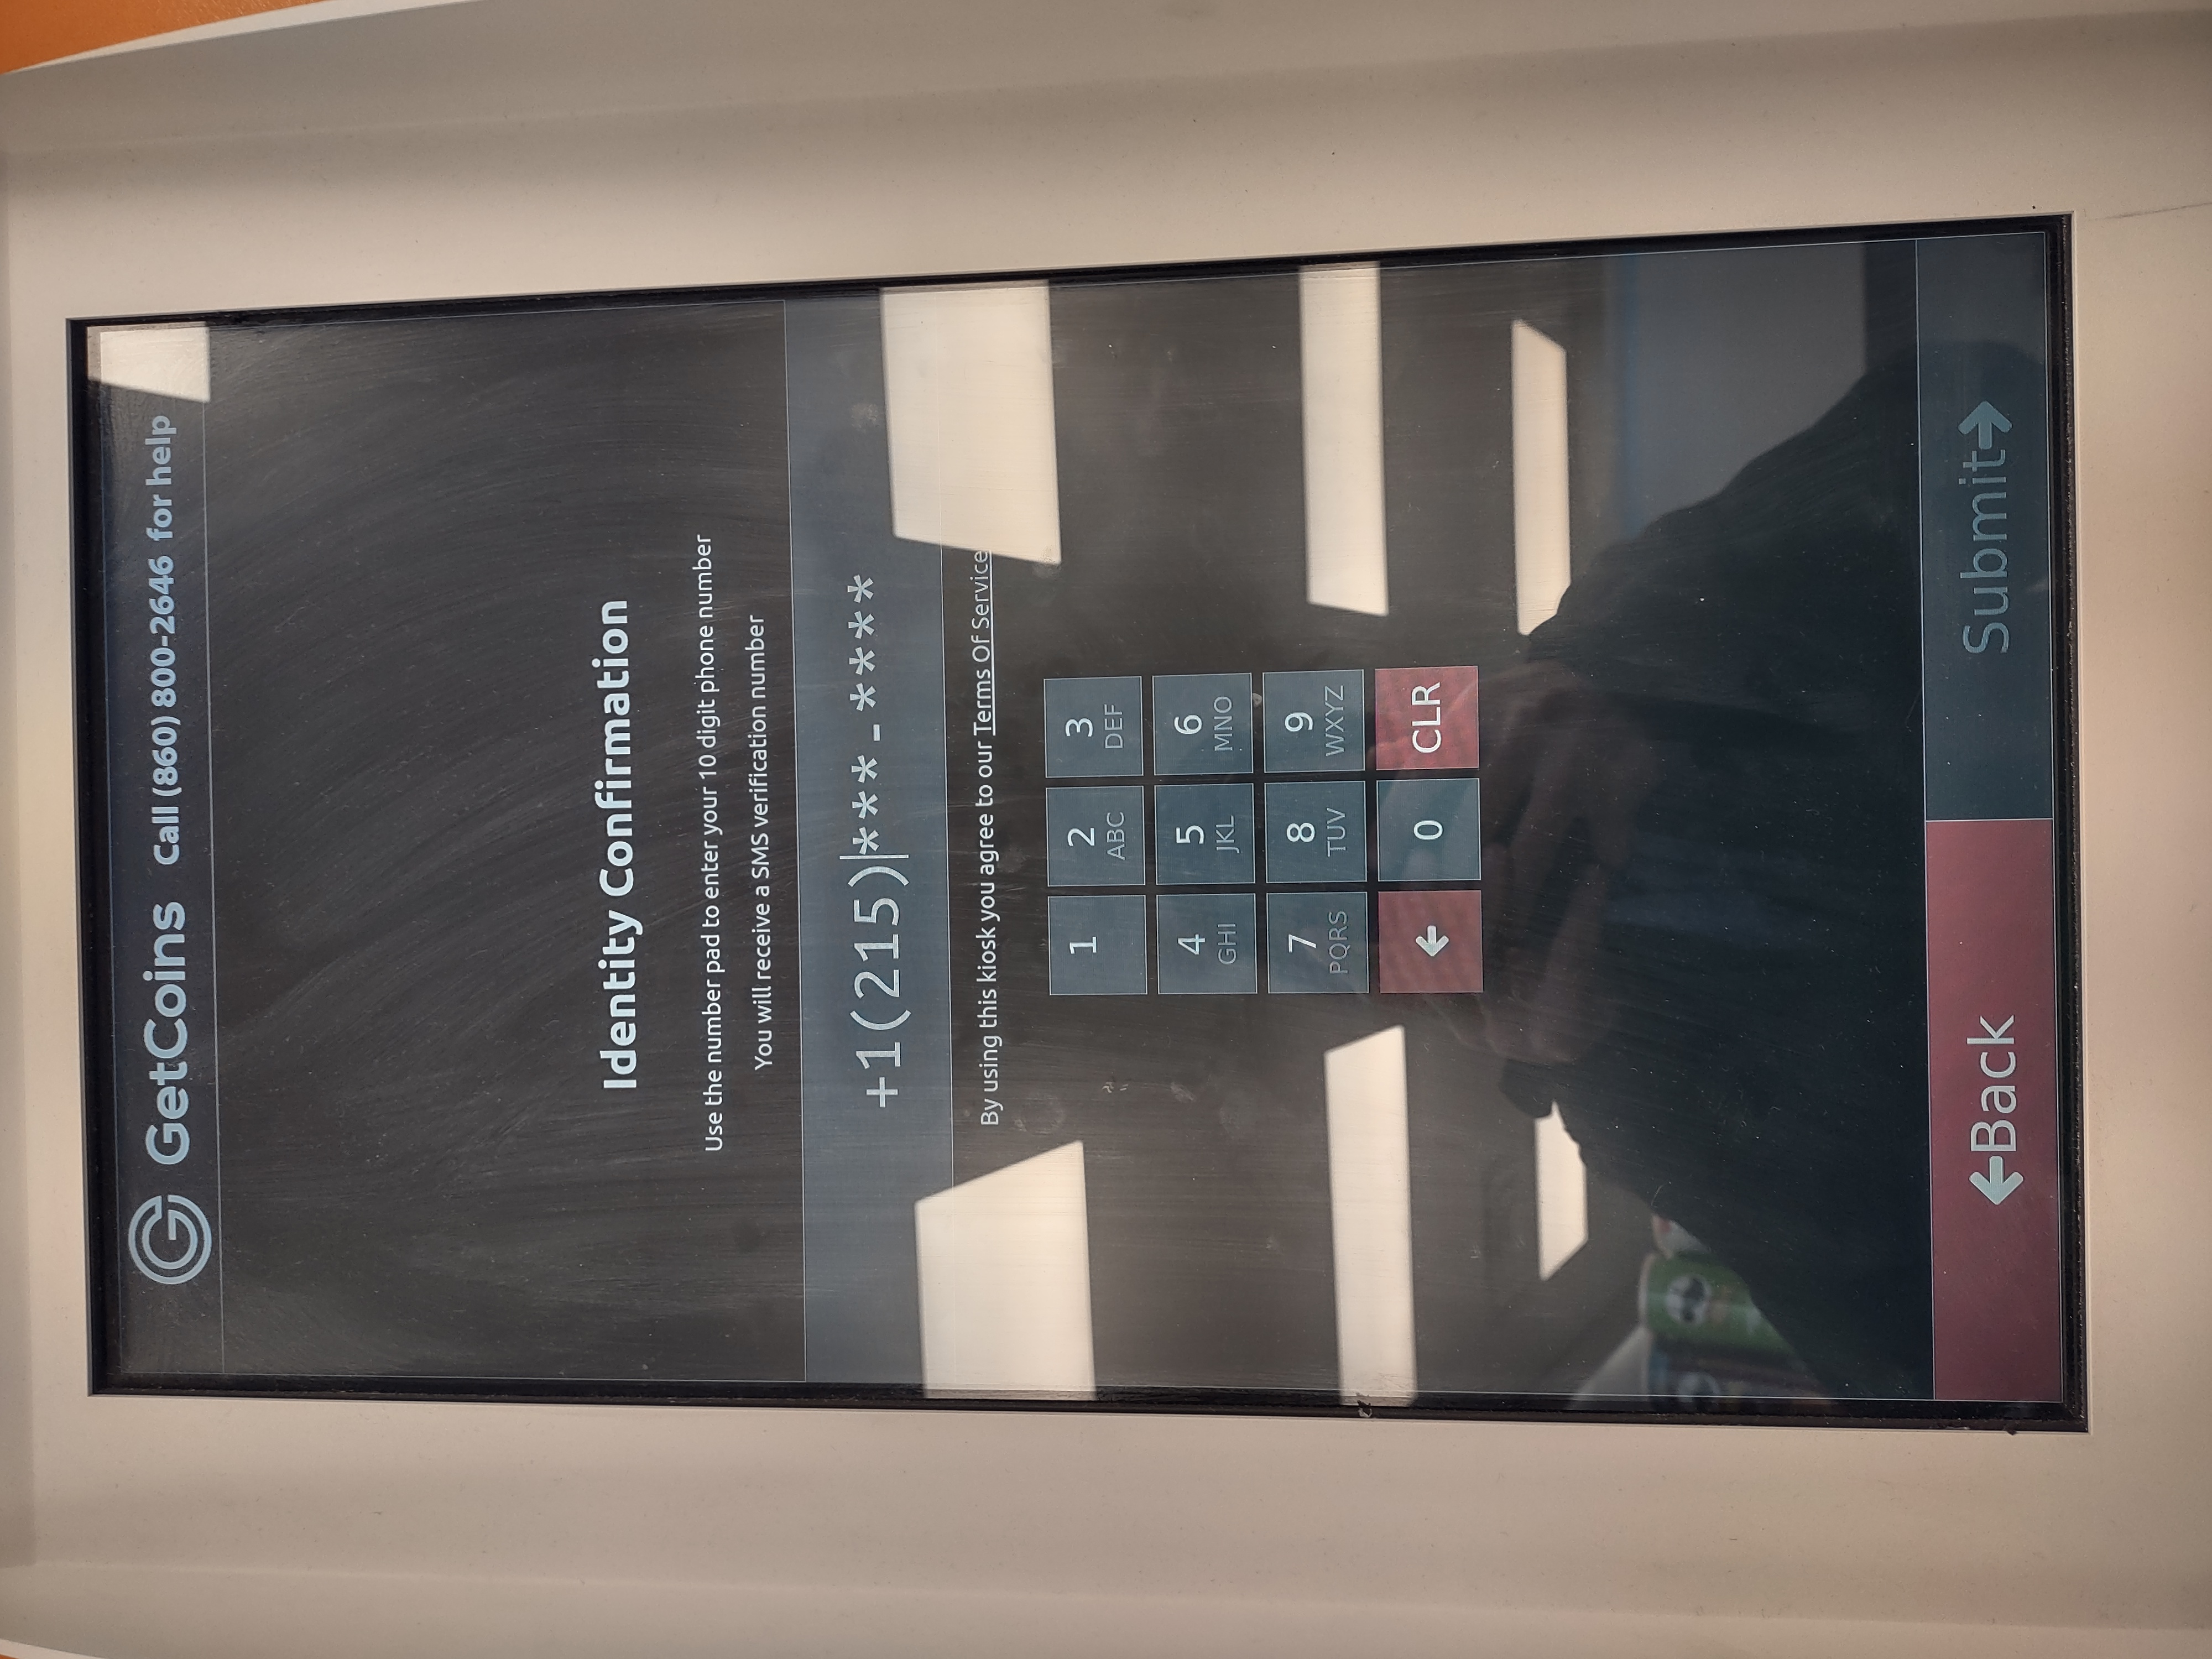 GetCoins Call (860) 800-2646 for help
Identity Confirmation
Use the number pad to enter your 10 digit phone number
You will receive a SMS verification number
+1(215)|***-****
By using this kiosk you agree to our Terms Of Service
1 2 3
ABC DEF
4 5 6
GHI JKL MNO
7 8 9
PQRS TUV WXYZ
← 0 CLR
←Back Submit→